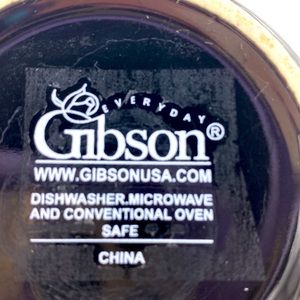 EVERYDAY
Gibson®
WWW.GIBSONUSA.COM
DISHWASHER.MICROWAVE
AND CONVENTIONAL OVEN
SAFE
CHINA